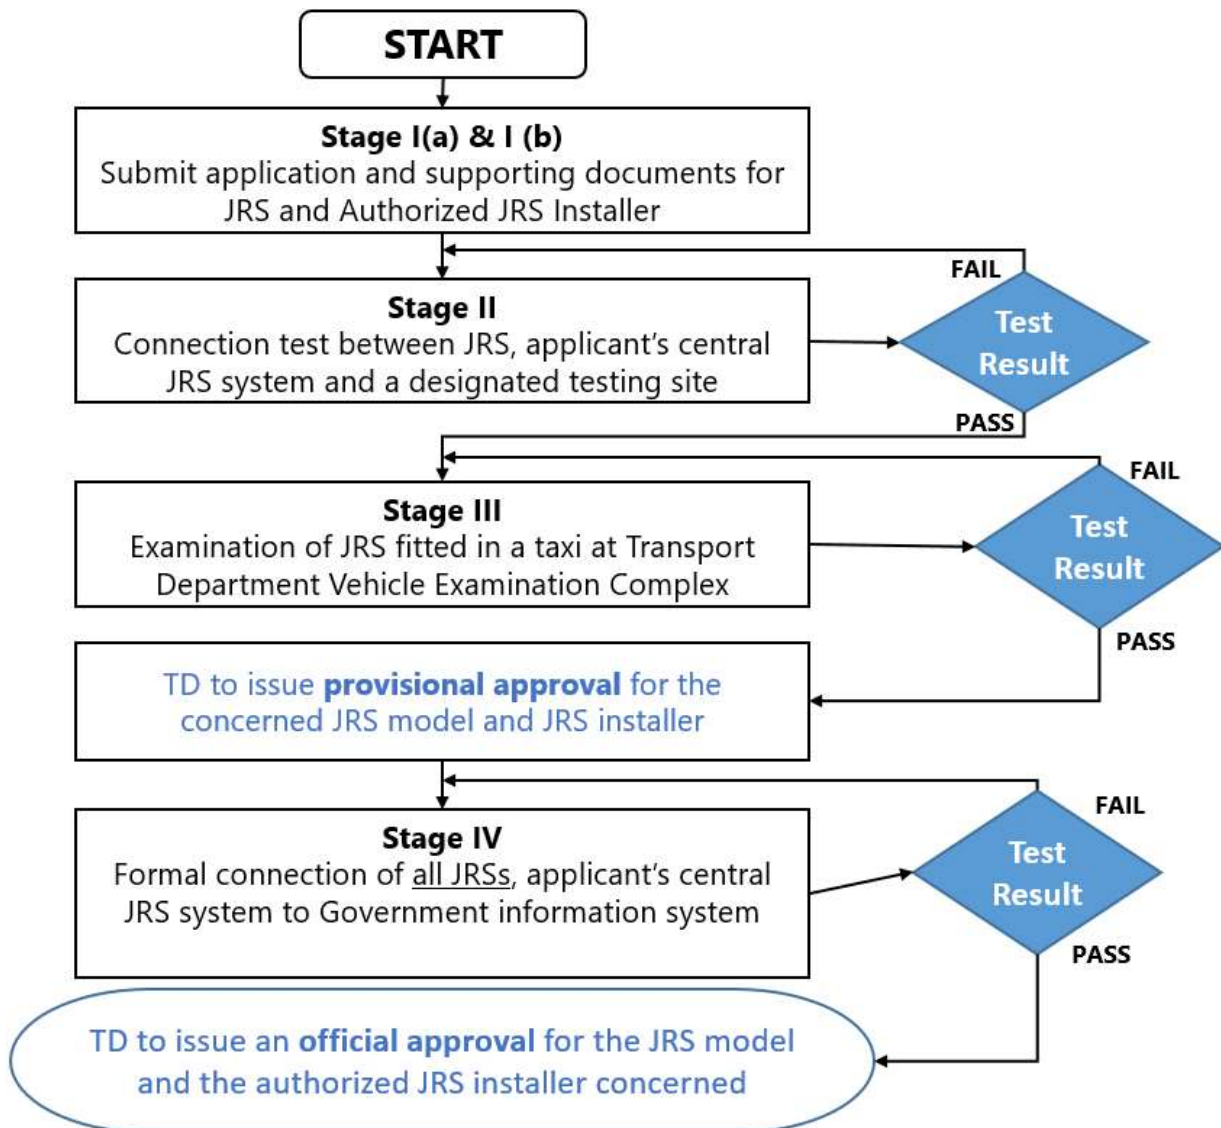 START
Stage I(a) & I (b)
Submit application and supporting documents for
JRS and Authorized JRS Installer
FAIL
Stage II
Connection test between JRS, applicant's central
JRS system and a designated testing site
Test
Result
PASS
FAIL
Stage III
Examination of JRS fitted in a taxi at Transport
Department Vehicle Examination Complex
Test
Result
PASS
TD to issue provisional approval for the
concerned JRS model and JRS installer
FAIL
Stage IV
Formal connection of all JRSs, applicant's central
JRS system to Government information system
Test
Result
PASS
TD to issue an official approval for the JRS model
and the authorized JRS installer concerned